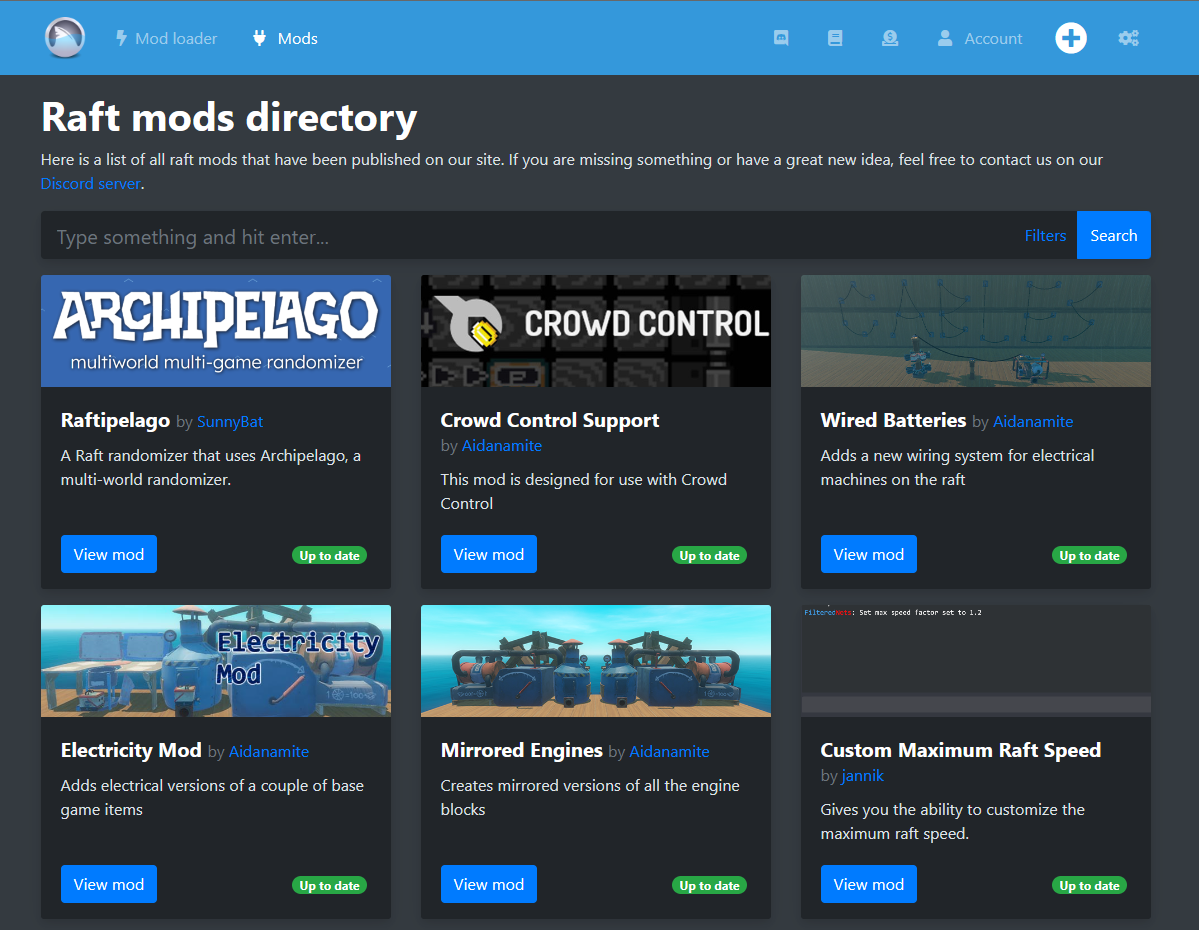 Mod loader
Mods
Account
Raft mods directory
Here is a list of all raft mods that have been published on our site. If you are missing something or have a great new idea, feel free to contact us on our
Discord server.
Type something and hit enter...
Filters
Search
ARCHIPELAGO
multiworld multi-game randomizer
CROWD CONTROL
Raftipelago by SunnyBat
A Raft randomizer that uses Archipelago, a
multi-world randomizer.
View mod
Up to date
Crowd Control Support
by Aidanamite
This mod is designed for use with Crowd
Control
View mod
Up to date
Wired Batteries by Aidanamite
Adds a new wiring system for electrical
machines on the raft
View mod
Up to date
Electricity
Mod
FilteredNote: Set max speed factor set to 1.2
Electricity Mod by Aidanamite
Adds electrical versions of a couple of base
game items
View mod
Up to date
Mirrored Engines by Aidanamite
Creates mirrored versions of all the engine
blocks
View mod
Up to date
Custom Maximum Raft Speed
by jannik
Gives you the ability to customize the
maximum raft speed.
View mod
Up to date